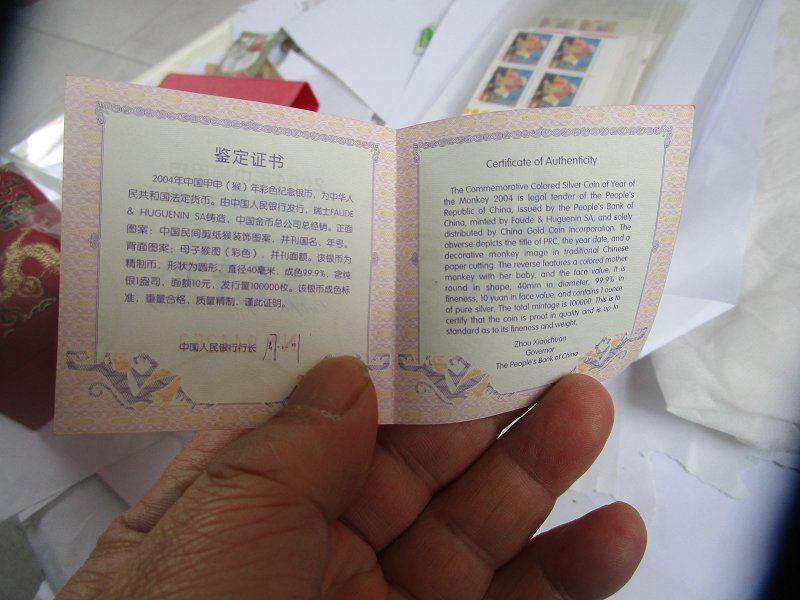 鉴定证书
2004年中国甲申（猴）年彩色纪念银币，为中华人
民共和国法定货币。由中国人民银行发行，瑞士FAUDE
& HUGUENIN SA铸造，中国金币总公司总经销。正面
图案：中国民间剪纸猴装饰图案，并刊国名、年号。
背面图案：母子猴图（彩色），并刊面额。该银币为
精制币，形状为圆形，直径40毫米，成色99.9%，含纯
银1盎司，面额10元，发行量100000枚。该银币成色标
准，重量合格，质量精制，谨此证明。
中国人民银行行长
Certificate of Authenticity
The Commemorative Colored Silver Coin of Year of
the Monkey 2004 is legal tender of the People's
Republic of China, issued by the People's Bank of
China, minted by Faude & Huguenin SA, and solely
distributed by China Gold Coin Incorporation. The
obverse depicts the title of PRC, the year date, and a
decorative monkey image in traditional Chinese
paper cutting. The reverse features a colored mother
monkey with her baby, and the face value. It is
round in shape, 40mm in diameter, 99.9% in
fineness, 10 yuan in face value, and contains 1 ounce
of pure silver. The total mintage is 100000. This is to
certify that the coin is proof in quality and is up to
standard as to its fineness and weight.
Zhou Xiaochuan
Governor
The People's Bank of China